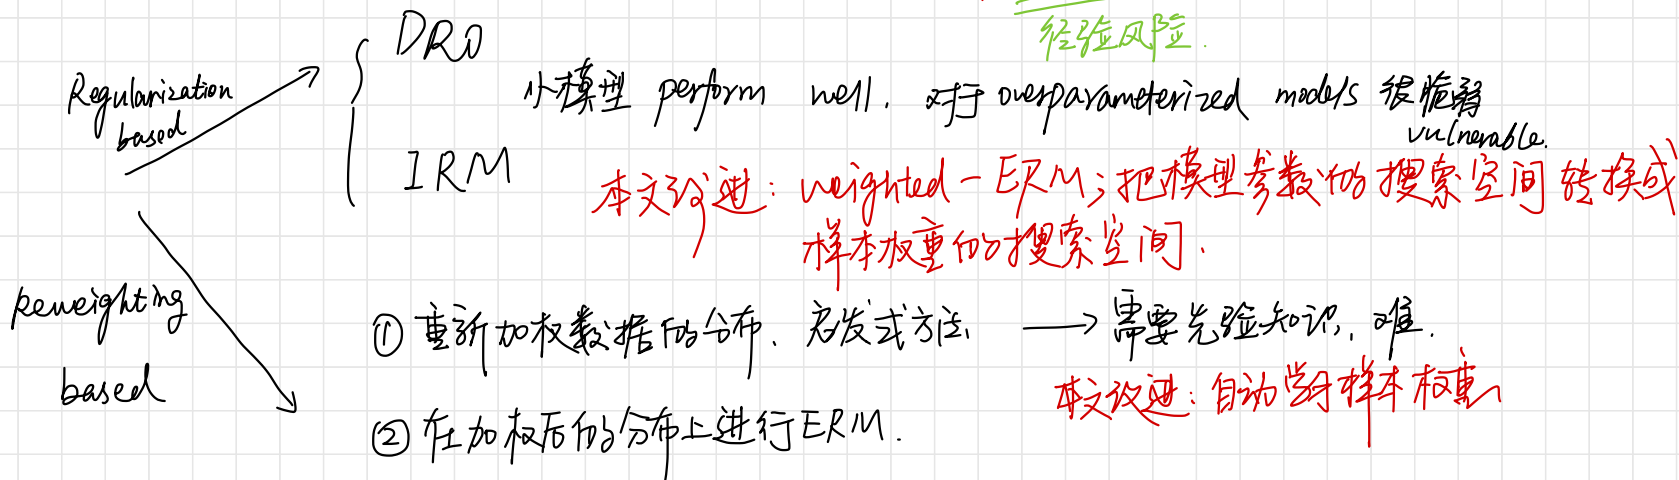 经验风险.
DRO
Regularization
based
小模型 perform well. 对于 overparameterized models 很脆弱
vulnerable.
IRM
本文改进: weighted-ERM; 把模型参数的搜索空间转换成
样本权重的搜索空间.
Reweighting
based
① 重新加权数据的分布. 启发式方法. → 需要先验知识, 难.
本文改进: 自动学习样本权重
② 在加权后的分布上进行ERM.